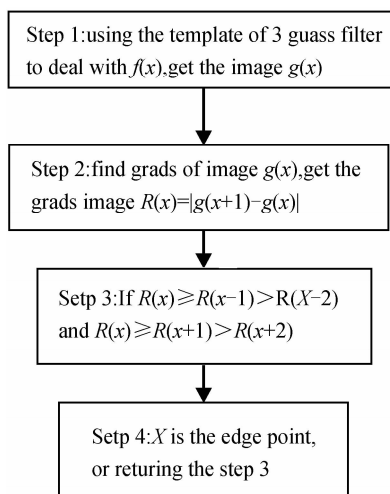 Step 1:using the template of 3 guass filter
to deal with f(x),get the image g(x)
Step 2:find grads of image g(x),get the
grads image R(x)=|g(x+1)−g(x)|
Setp 3:If R(x)⩾R(x−1)>R(X−2)
and R(x)⩾R(x+1)>R(x+2)
Setp 4:X is the edge point,
or returing the step 3